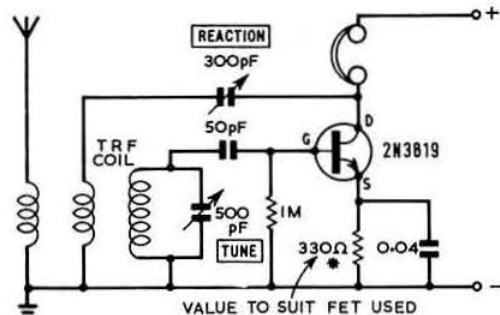 +
REACTION
300pF
50pF
TRF
COIL
G
D
S
2N3819
500
pF
TUNE
1M
330Ω
*
0.04
−
VALUE TO SUIT FET USED